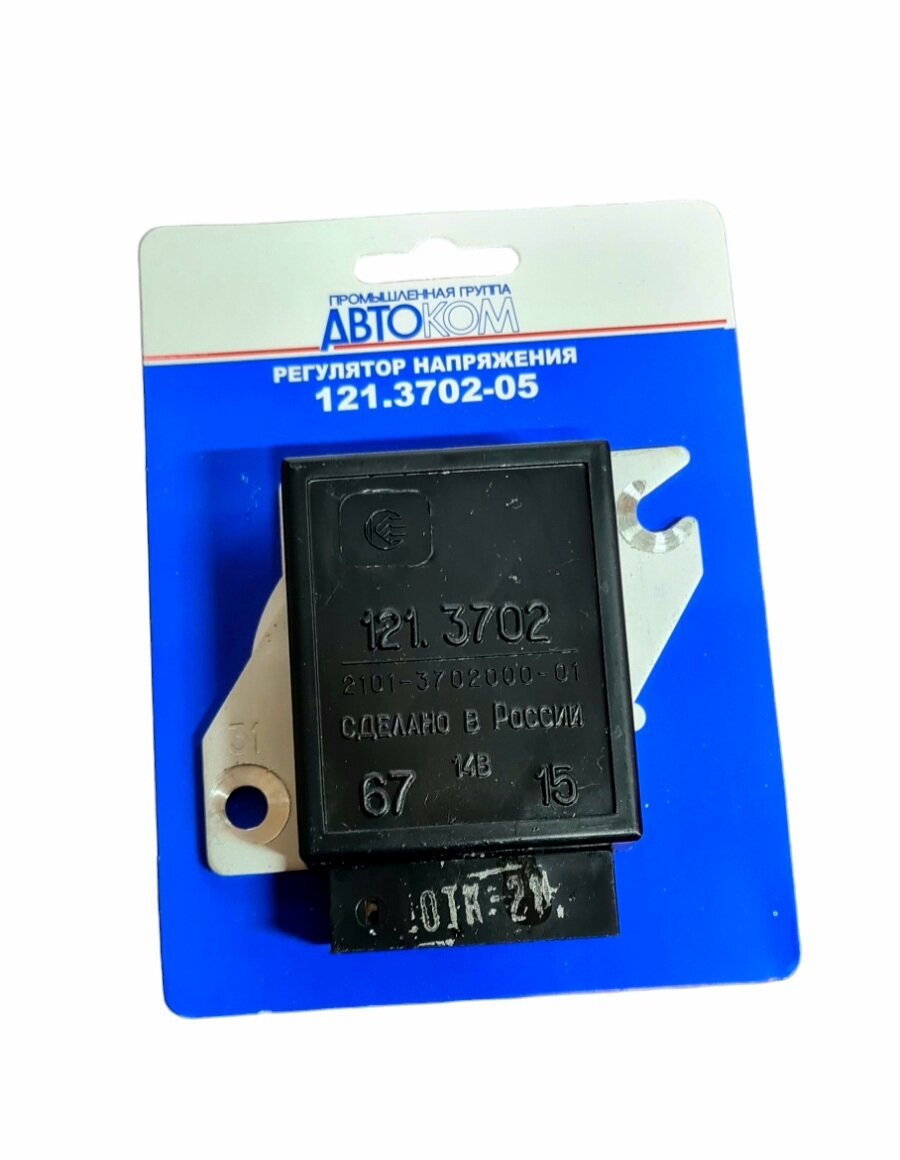 ПРОМЫШЛЕННАЯ ГРУППА
АВТОКОМ
РЕГУЛЯТОР НАПРЯЖЕНИЯ
121.3702-05
121.3702
2101-3702000-01
СДЕЛАНО В РОССИИ
14В
67 15
31